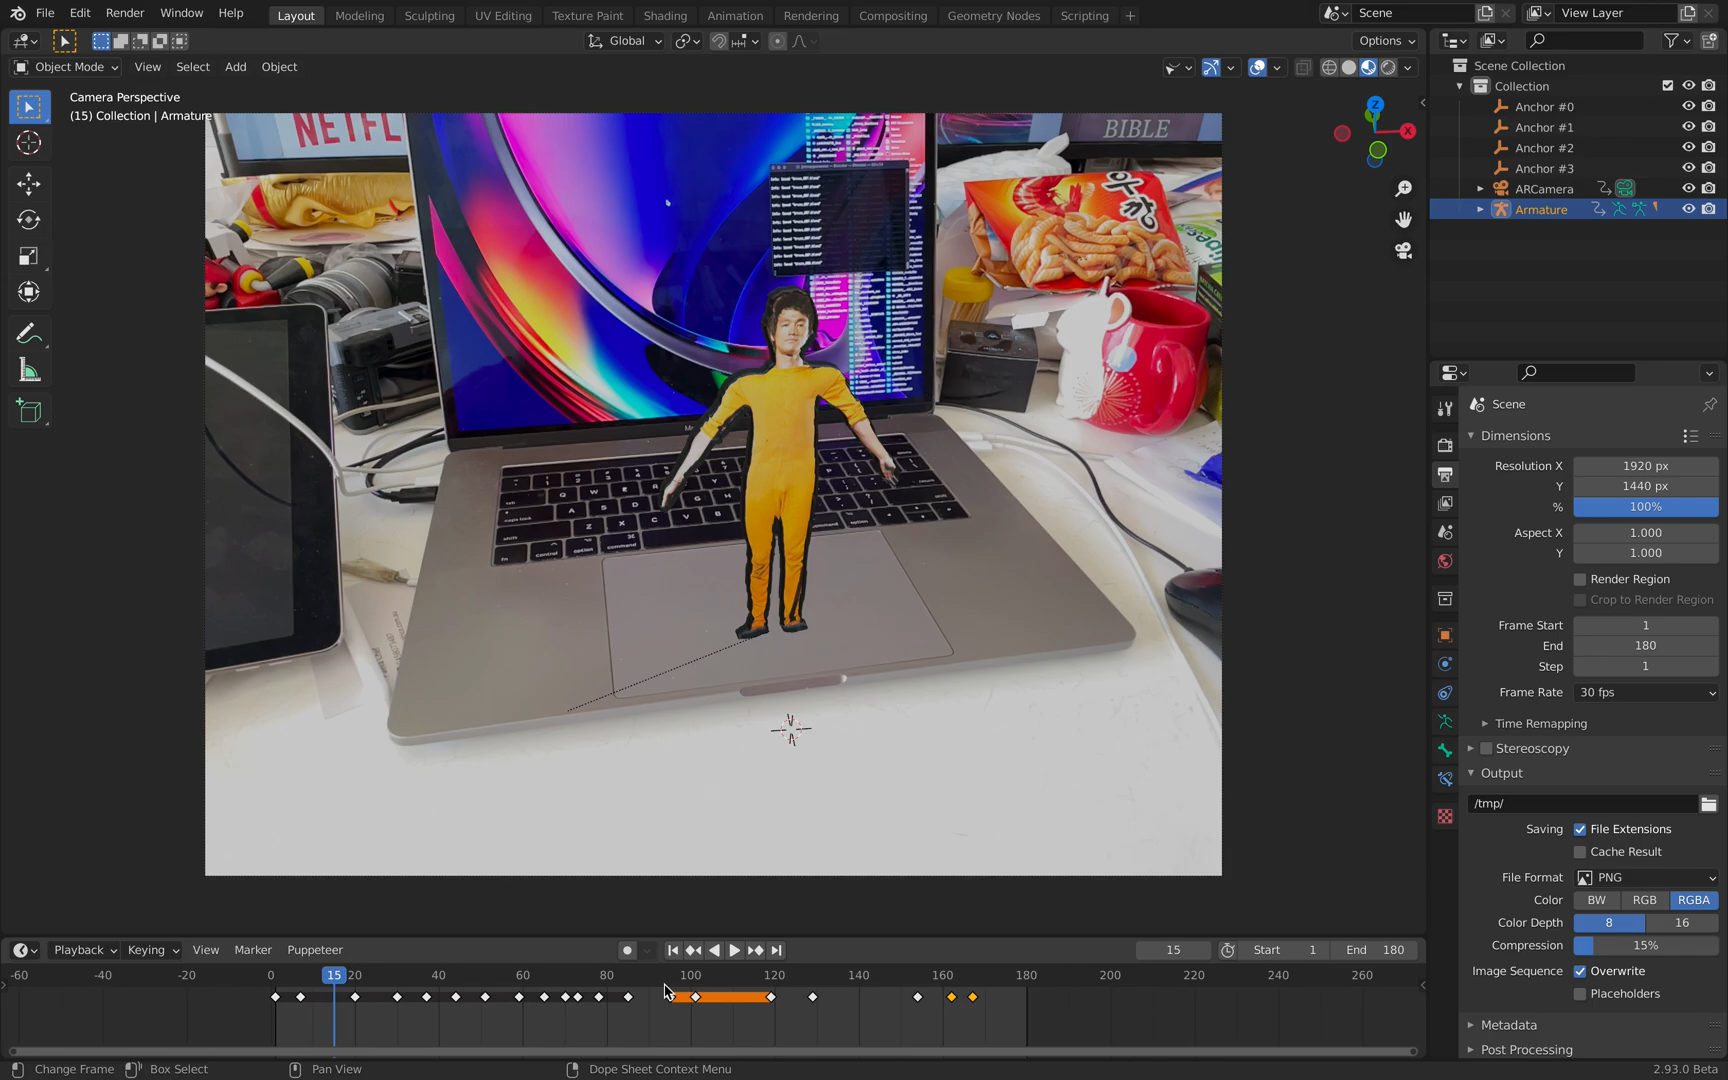 File Edit Render Window Help
Layout Modeling Sculpting UV Editing Texture Paint Shading Animation Rendering Compositing Geometry Nodes Scripting
Scene
View Layer
Global
Options
Object Mode View Select Add Object
Camera Perspective
(15) Collection | Armature
NETFL
BIBLE
Scene Collection
Collection
Anchor #0
Anchor #1
Anchor #2
Anchor #3
ARCamera
Armature
Scene
Dimensions
Resolution X 1920 px
Y 1440 px
% 100%
Aspect X 1.000
Y 1.000
Render Region
Crop to Render Region
Frame Start 1
End 180
Step 1
Frame Rate 30 fps
Time Remapping
Stereoscopy
Output
/tmp/
Saving File Extensions
Cache Result
File Format PNG
Color BW RGB RGBA
Color Depth 8 16
Compression 15%
Image Sequence Overwrite
Placeholders
Metadata
Post Processing
Playback Keying View Marker Puppeteer
15 Start 1 End 180
-60 -40 -20 0 15 20 40 60 80 100 120 140 160 180 200 220 240 260
Change Frame Box Select Pan View Dope Sheet Context Menu 2.93.0 Beta